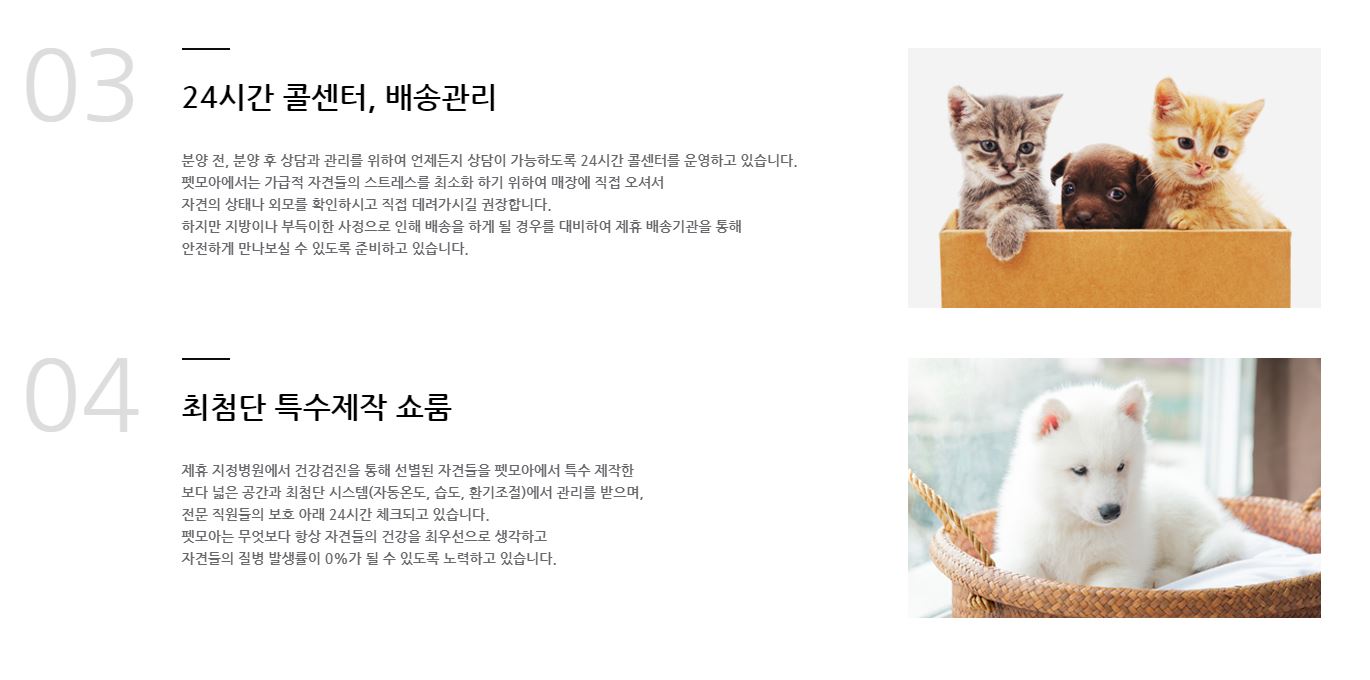 03
24시간 콜센터, 배송관리
분양 전, 분양 후 상담과 관리를 위하여 언제든지 상담이 가능하도록 24시간 콜센터를 운영하고 있습니다.
펫모아에서는 가급적 자견들의 스트레스를 최소화 하기 위하여 매장에 직접 오셔서
자견의 상태나 외모를 확인하시고 직접 데려가시길 권장합니다.
하지만 지방이나 부득이한 사정으로 인해 배송을 하게 될 경우를 대비하여 제휴 배송기관을 통해
안전하게 만나보실 수 있도록 준비하고 있습니다.
04
최첨단 특수제작 쇼룸
제휴 지정병원에서 건강검진을 통해 선별된 자견들을 펫모아에서 특수 제작한
보다 넓은 공간과 최첨단 시스템(자동온도, 습도, 환기조절)에서 관리를 받으며,
전문 직원들의 보호 아래 24시간 체크되고 있습니다.
펫모아는 무엇보다 항상 자견들의 건강을 최우선으로 생각하고
자견들의 질병 발생률이 0%가 될 수 있도록 노력하고 있습니다.